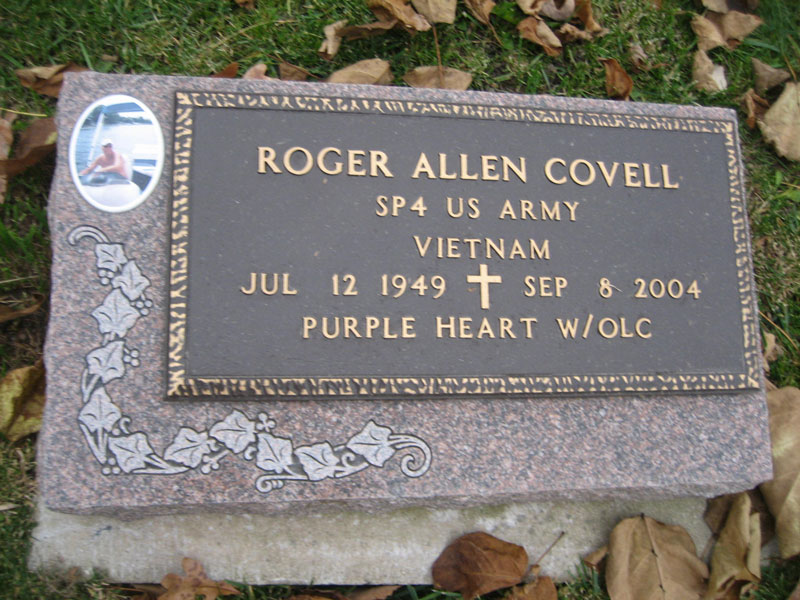 ROGER ALLEN COVELL
SP4 US ARMY
VIETNAM
JUL 12 1949 SEP 8 2004
PURPLE HEART W/OLC